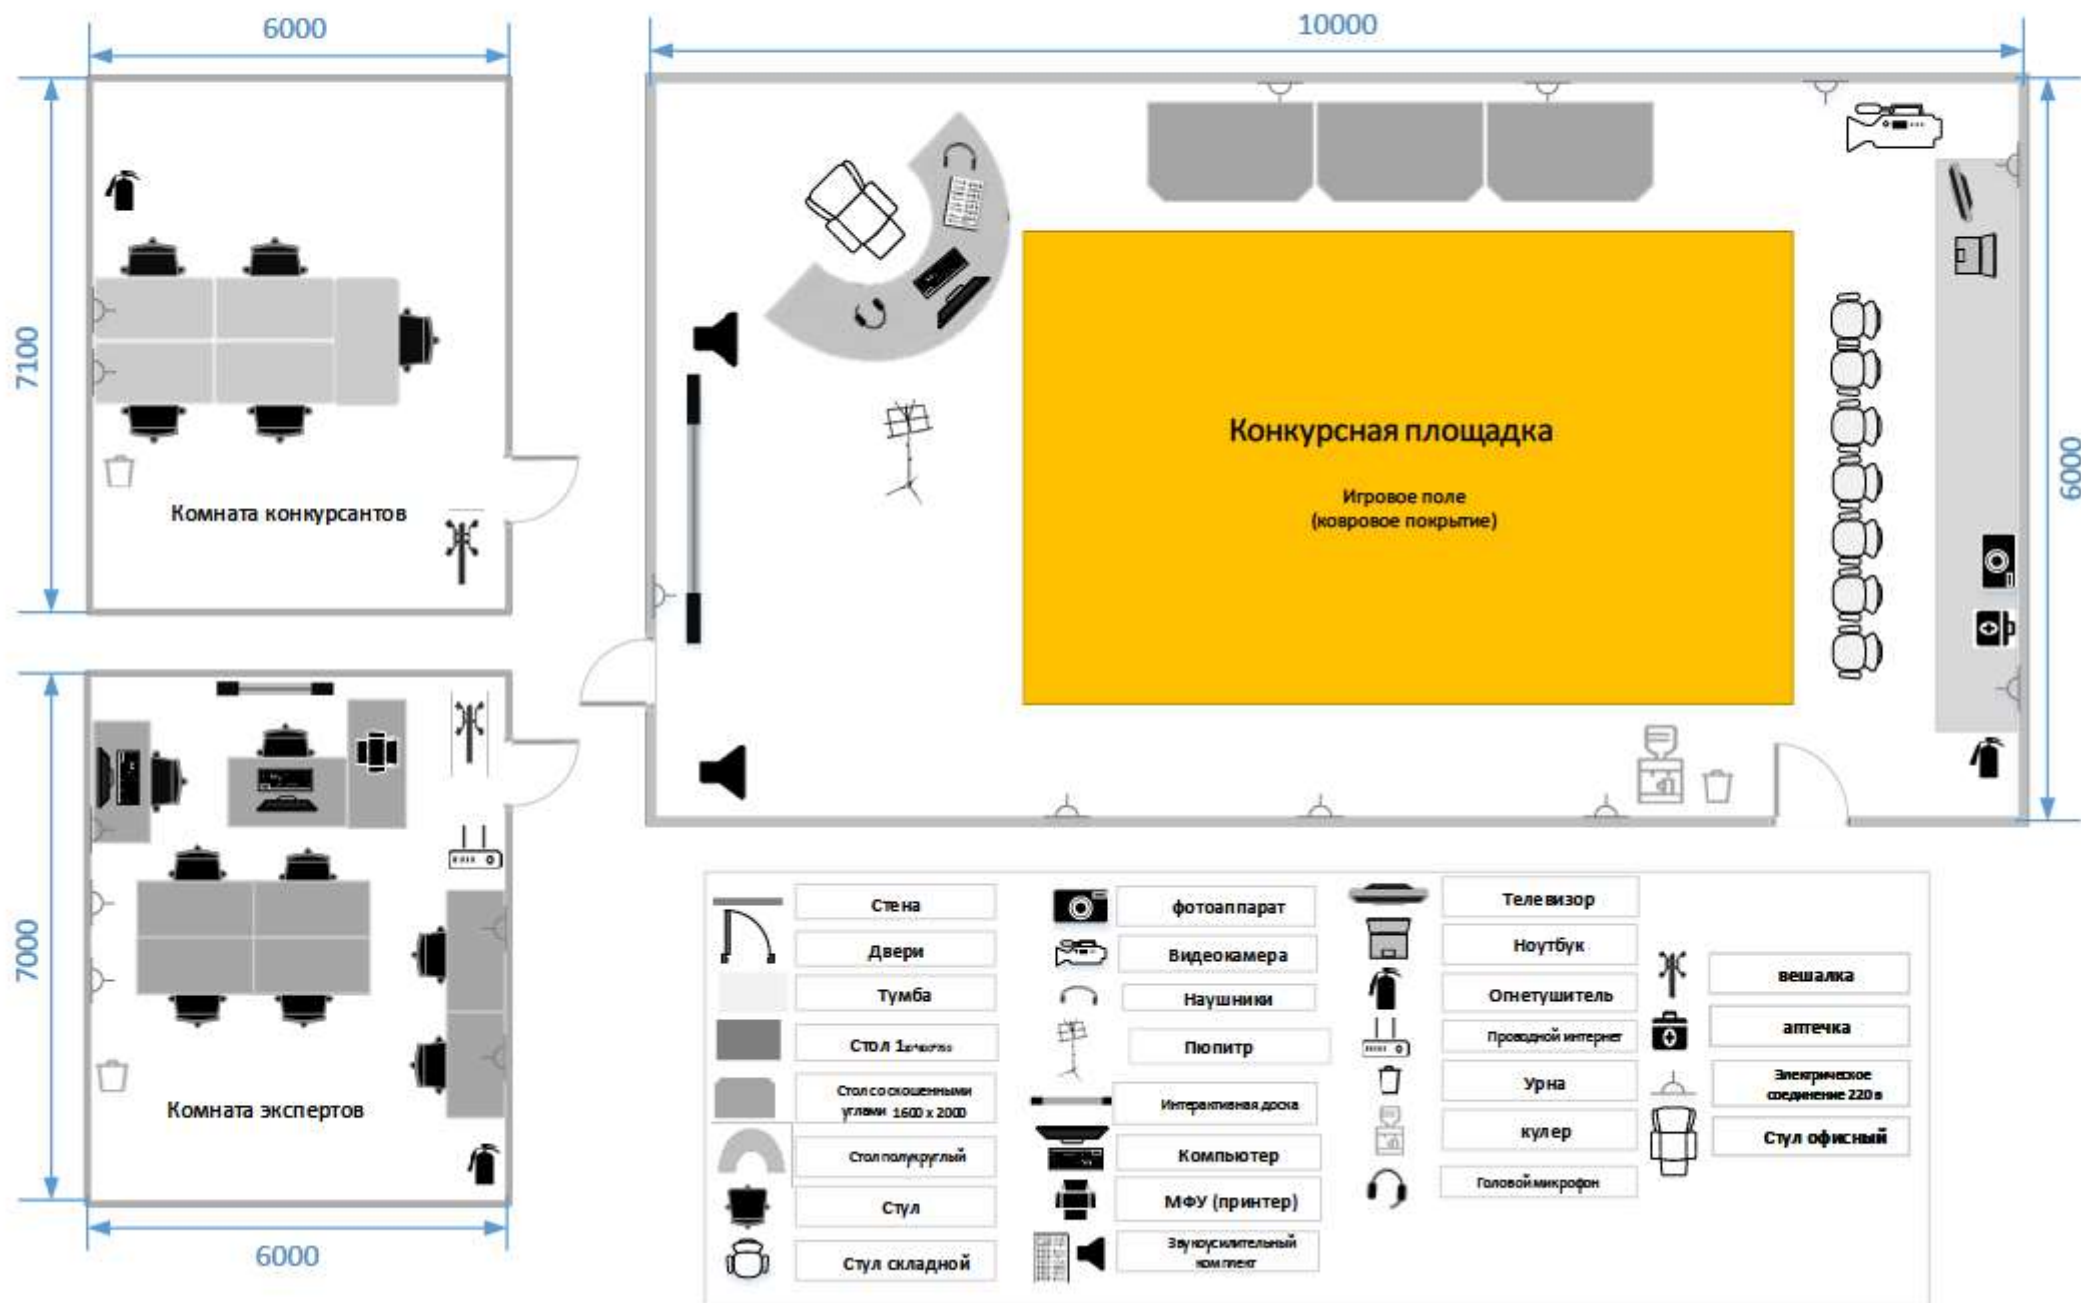 6000
10000
7100
6000
Комната конкурсантов
Конкурсная площадка
Игровое поле
(ковровое покрытие)
7000
Комната экспертов
6000
Стена
Двери
Тумба
Стол 1
Стол со скошенными
углами 1600 x 2000
Стол полукруглый
Стул
Стул складной
фотоаппарат
Видеокамера
Наушники
Пюпитр
Интерактивная доска
Компьютер
МФУ (принтер)
Звукоусилительный
комплект
Телевизор
Ноутбук
Огнетушитель
Проводной интернет
Урна
кулер
Головой микрофон
вешалка
аптечка
Электрическое
соединение 220 в
Стул офисный